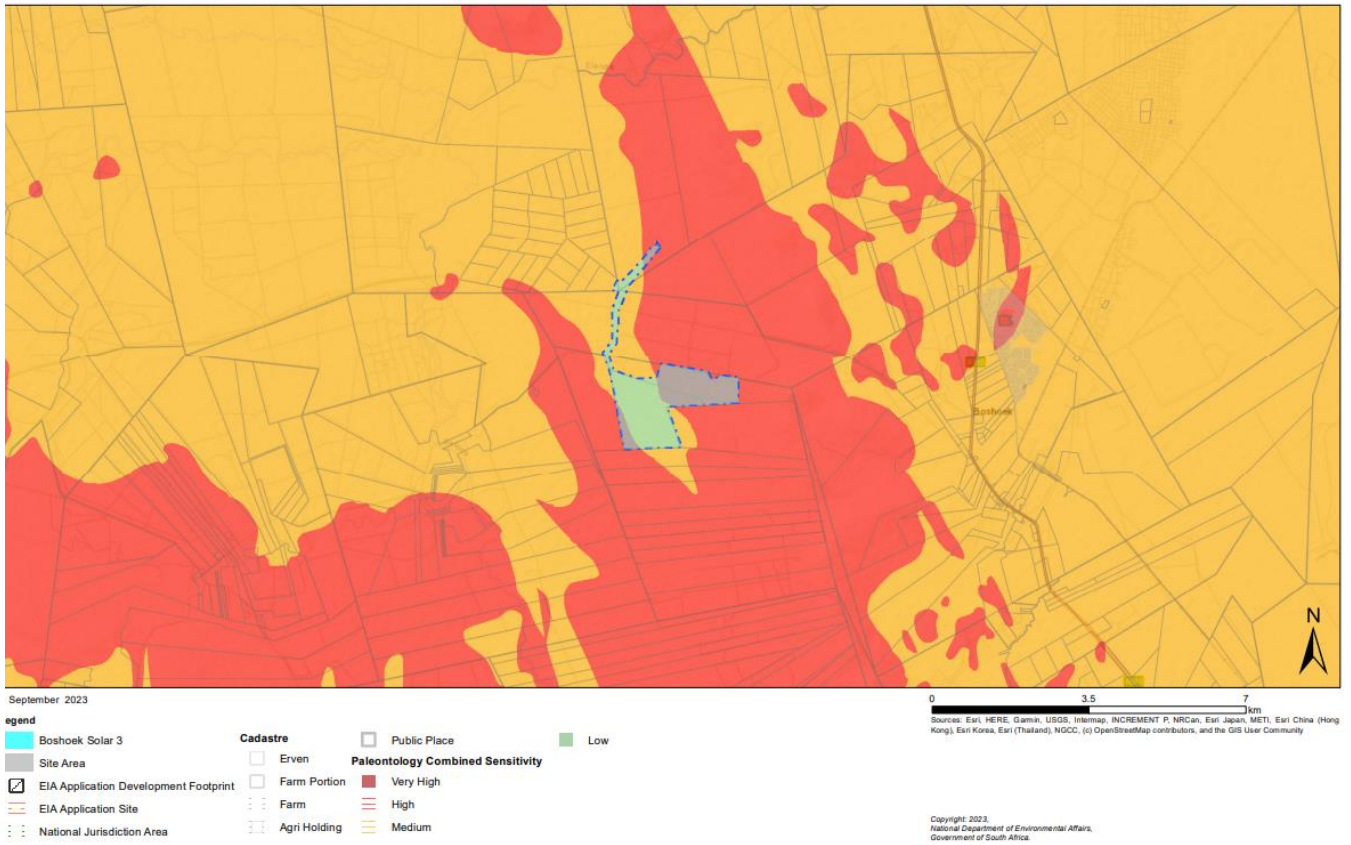 Boshoek
N
September 2023
0 3.5 7
km
Sources: Esri, HERE, Garmin, USGS, Intermap, INCREMENT P, NRCan, Esri Japan, METI, Esri China (Hong
Kong), Esri Korea, Esri (Thailand), NGCC, (c) OpenStreetMap contributors, and the GIS User Community
egend
Boshoek Solar 3
Site Area
EIA Application Development Footprint
EIA Application Site
National Jurisdiction Area
Cadastre
Erven
Farm Portion
Farm
Agri Holding
Public Place
Paleontology Combined Sensitivity
Very High
High
Medium
Low
Copyright: 2023,
National Department of Environmental Affairs,
Government of South Africa.